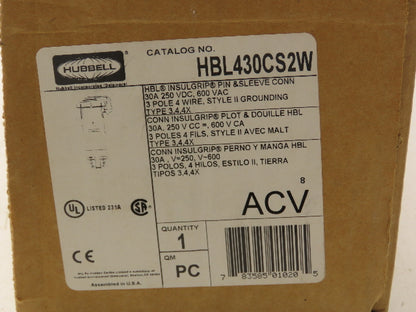 CATALOG NO.
HBL430CS2W
HUBBELL
HBL® INSULGRIP® PIN &SLEEVE CONN
30A 250 VDC, 600 VAC
3 POLE 4 WIRE, STYLE II GROUNDING
TYPE 3,4,4X
CONN INSULGRIP® PLOT & DOUILLE HBL
30A, 250 V CC =, 600 V CA
3 POLES 4 FILS, STYLE II AVEC MALT
TYPE 3,4,4X
CONN INSULGRIP® PERNO Y MANGA HBL
30A , V=250, V~600
3 POLOS, 4 HILOS, ESTILO II, TIERRA
TIPOS 3,4,4X
8
UL LISTED 231A
SA
ACV
CE
QUANTITY
1
QM
PC
7 83585 01020 5
Assembled in U.S.A.